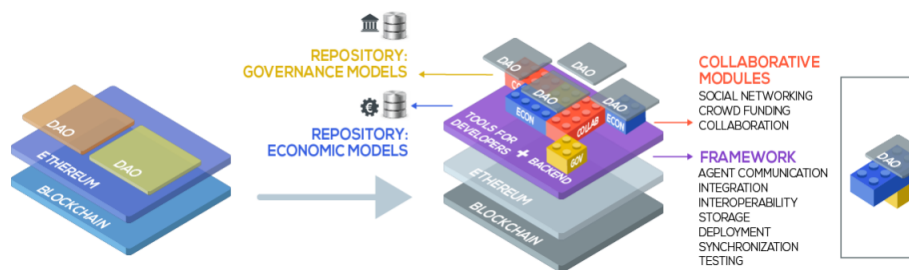 DAO
DAO
ETHEREUM
BLOCKCHAIN
REPOSITORY:
GOVERNANCE MODELS
REPOSITORY:
ECONOMIC MODELS
DAO
DAO
DAO
DAO
ECON
COLLAB
ECON
GOV
TOOLS FOR
DEVELOPERS + BACKEND
ETHEREUM
BLOCKCHAIN
COLLABORATIVE
MODULES
SOCIAL NETWORKING
CROWD FUNDING
COLLABORATION
FRAMEWORK
AGENT COMMUNICATION
INTEGRATION
INTEROPERABILITY
STORAGE
DEPLOYMENT
SYNCHRONIZATION
TESTING
DAO